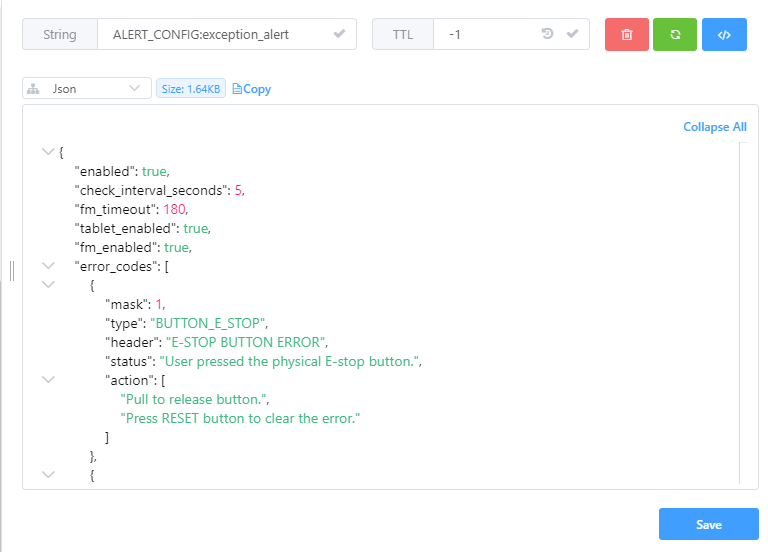 String ALERT_CONFIG:exception_alert TTL -1
Json Size: 1.64KB Copy
Collapse All
{
"enabled": true,
"check_interval_seconds": 5,
"fm_timeout": 180,
"tablet_enabled": true,
"fm_enabled": true,
"error_codes": [
{
"mask": 1,
"type": "BUTTON_E_STOP",
"header": "E-STOP BUTTON ERROR",
"status": "User pressed the physical E-stop button.",
"action": [
"Pull to release button.",
"Press RESET button to clear the error."
]
},
{
Save